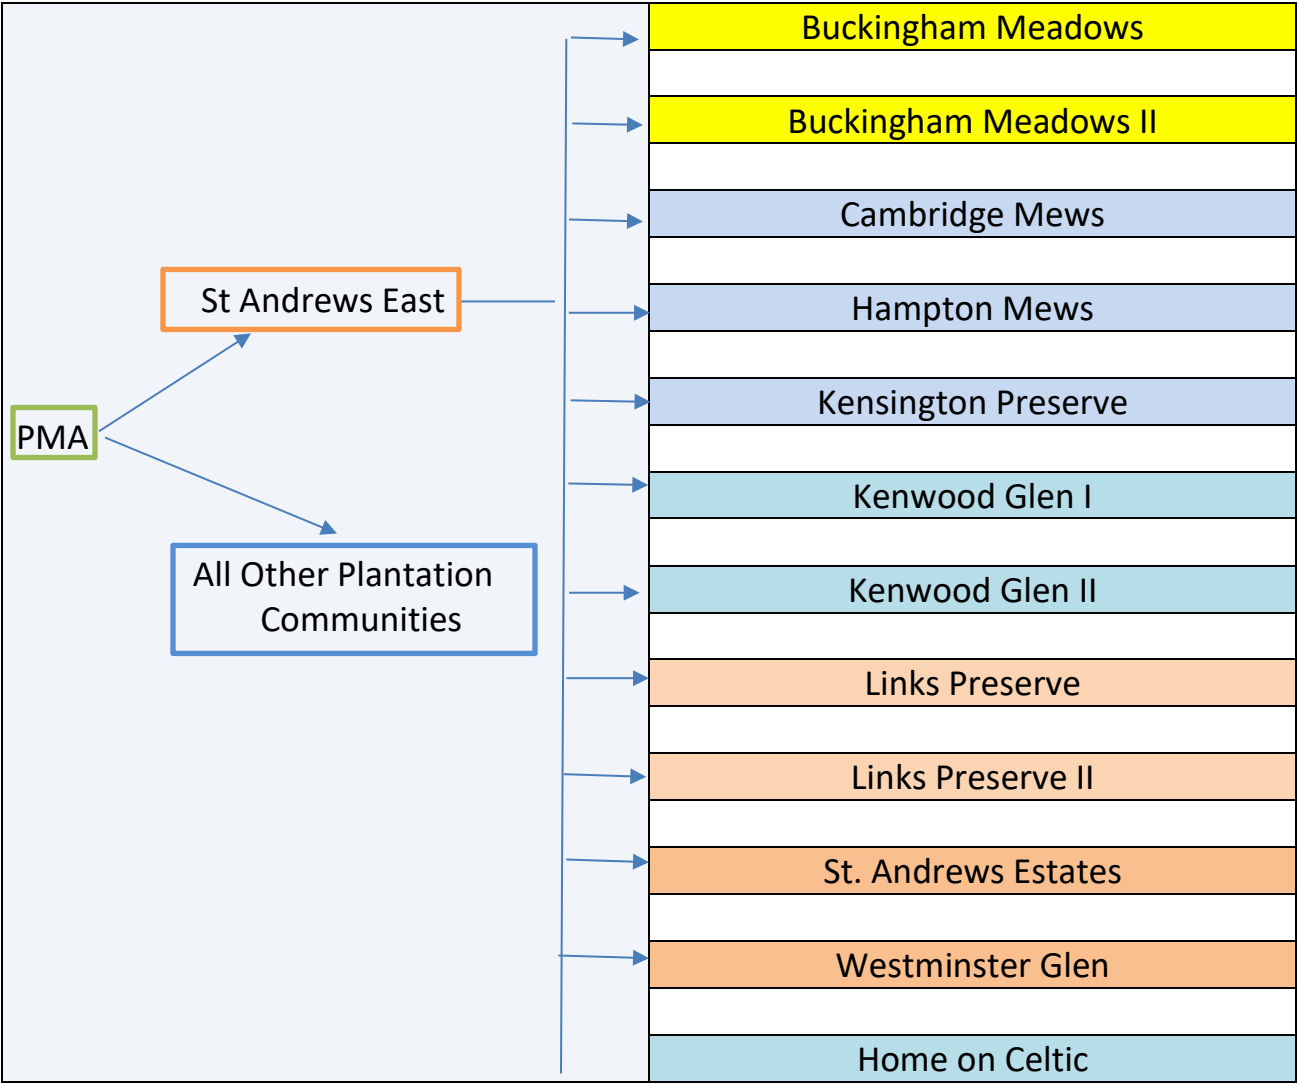 PMA
St Andrews East
All Other Plantation
Communities
Buckingham Meadows
Buckingham Meadows II
Cambridge Mews
Hampton Mews
Kensington Preserve
Kenwood Glen I
Kenwood Glen II
Links Preserve
Links Preserve II
St. Andrews Estates
Westminster Glen
Home on Celtic